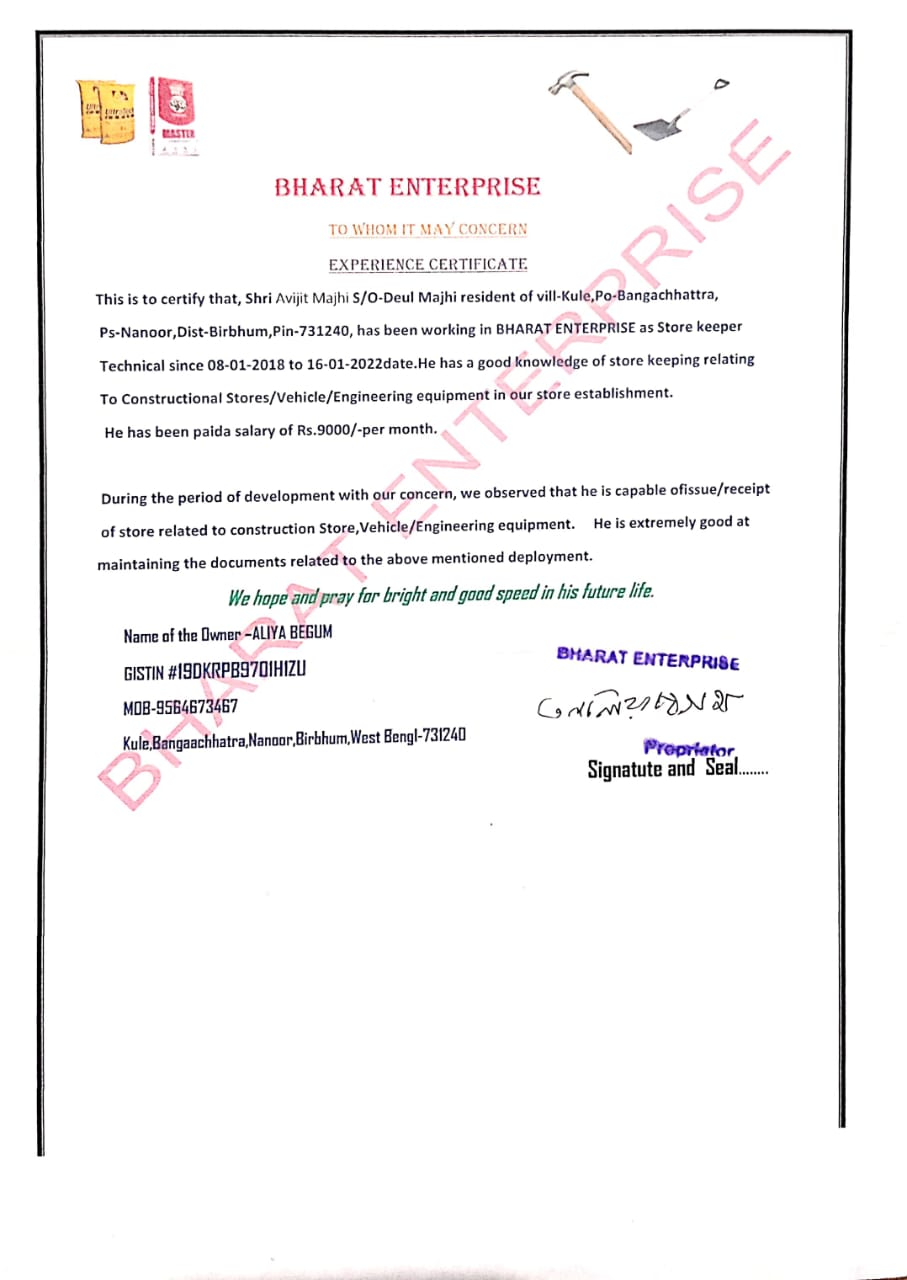 UltraTech
MASTER
BHARAT ENTERPRISE
TO WHOM IT MAY CONCERN
EXPERIENCE CERTIFICATE
This is to certify that, Shri Avijit Majhi S/O-Deul Majhi resident of vill-Kule,Po-Bangachhattra,
Ps-Nanoor,Dist-Birbhum,Pin-731240, has been working in BHARAT ENTERPRISE as Store keeper
Technical since 08-01-2018 to 16-01-2022date.He has a good knowledge of store keeping relating
To Constructional Stores/Vehicle/Engineering equipment in our store establishment.
He has been paida salary of Rs.9000/-per month.
During the period of development with our concern, we observed that he is capable ofissue/receipt
of store related to construction Store,Vehicle/Engineering equipment. He is extremely good at
maintaining the documents related to the above mentioned deployment.
We hope and pray for bright and good speed in his future life.
Name of the Owner –ALIYA BEGUM
GISTIN #19DKRPB9701H1ZU
MOB-9564673467
Kule,Bangaachhatra,Nanoor,Birbhum,West Bengl-731240
BHARAT ENTERPRISE
Propriator
Signatute and Seal........
BHARAT ENTERPRISE